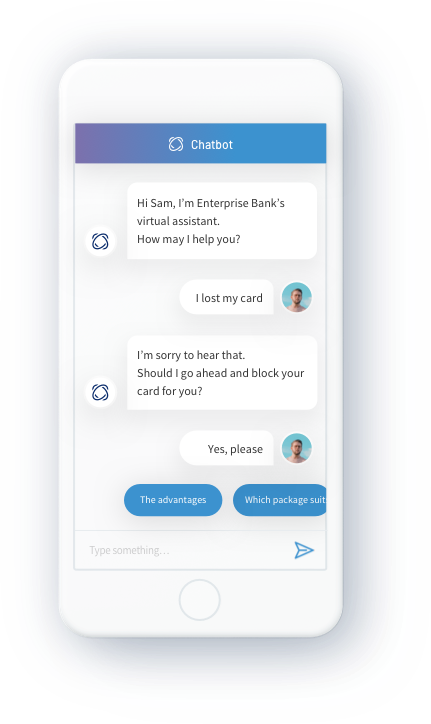 Chatbot
Hi Sam, I'm Enterprise Bank's
virtual assistant.
How may I help you?
I lost my card
I'm sorry to hear that.
Should I go ahead and block your
card for you?
Yes, please
The advantages
Which package suit
Type something...